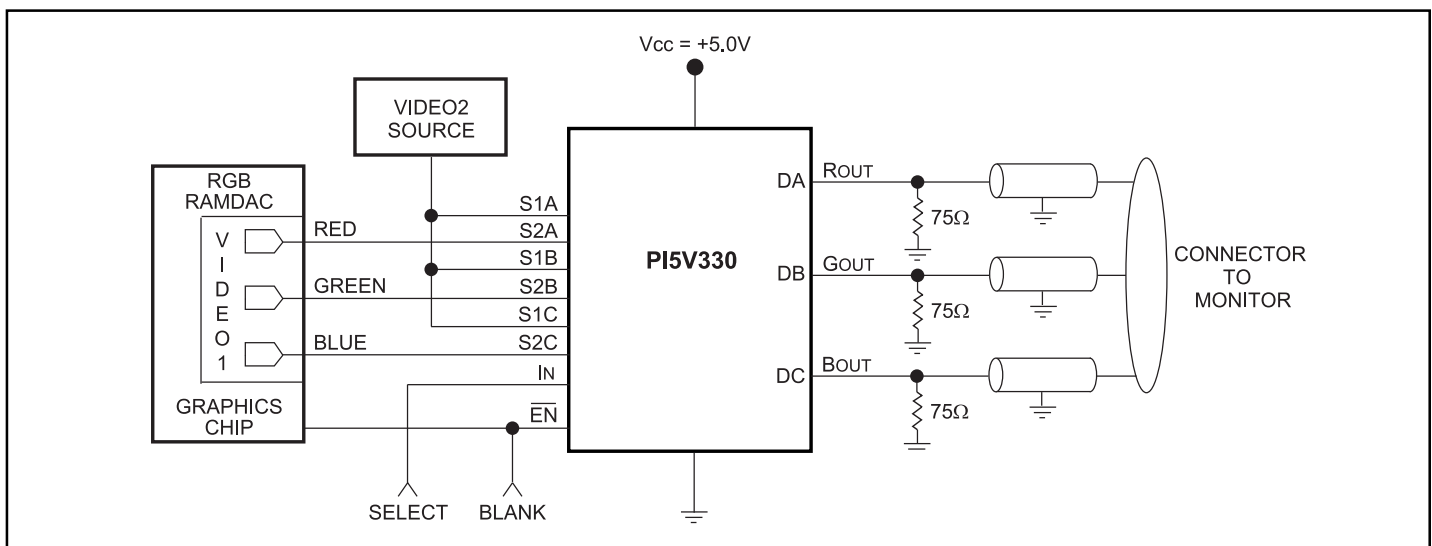 Vcc = +5.0V
VIDEO2
SOURCE
RGB
RAMDAC
VIDEO1
RED
GREEN
BLUE
GRAPHICS
CHIP
S1A
S2A
S1B
S2B
S1C
S2C
IN
EN
SELECT
BLANK
PI5V330
DA
ROUT
75Ω
DB
GOUT
75Ω
DC
BOUT
75Ω
CONNECTOR
TO
MONITOR